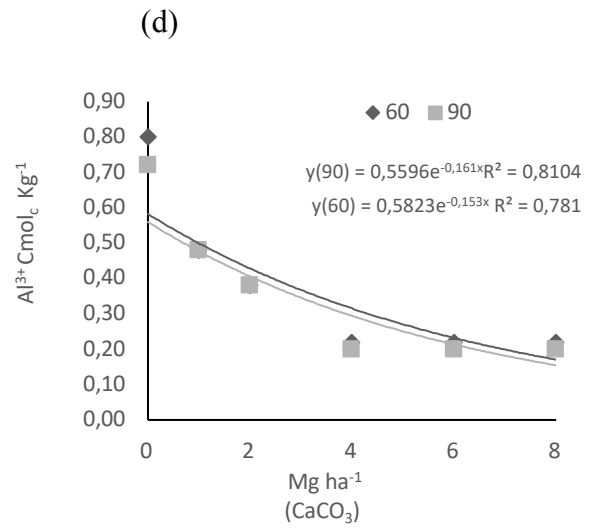 (d)
0,90
0,80
0,70
0,60
0,50
0,40
0,30
0,20
0,10
0,00
Al³⁺ Cmol꜀ Kg⁻¹
60 90
y(90) = 0,5596e⁻⁰,¹⁶¹ˣR² = 0,8104
y(60) = 0,5823e⁻⁰,¹⁵³ˣ R² = 0,781
0 2 4 6 8
Mg ha⁻¹
(CaCO₃)